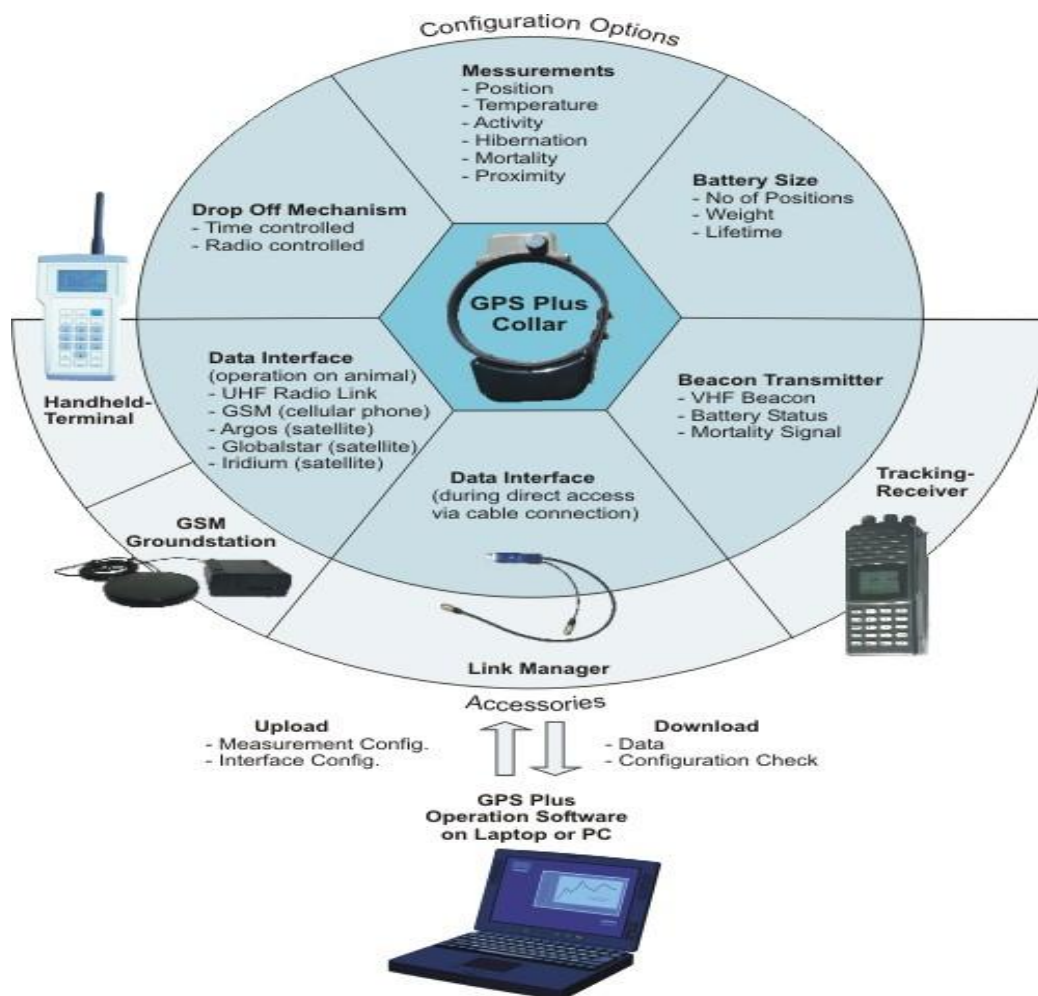 Configuration Options
Messurements
- Position
- Temperature
- Activity
- Hibernation
- Mortality
- Proximity
Battery Size
- No of Positions
- Weight
- Lifetime
Drop Off Mechanism
- Time controlled
- Radio controlled
GPS Plus
Collar
Data Interface
(operation on animal)
- UHF Radio Link
- GSM (cellular phone)
- Argos (satellite)
- Globalstar (satellite)
- Iridium (satellite)
Beacon Transmitter
- VHF Beacon
- Battery Status
- Mortality Signal
Handheld-
Terminal
Data Interface
(during direct access
via cable connection)
Tracking-
Receiver
GSM
Groundstation
Link Manager
Accessories
Upload
- Measurement Config.
- Interface Config.
Download
- Data
- Configuration Check
GPS Plus
Operation Software
on Laptop or PC